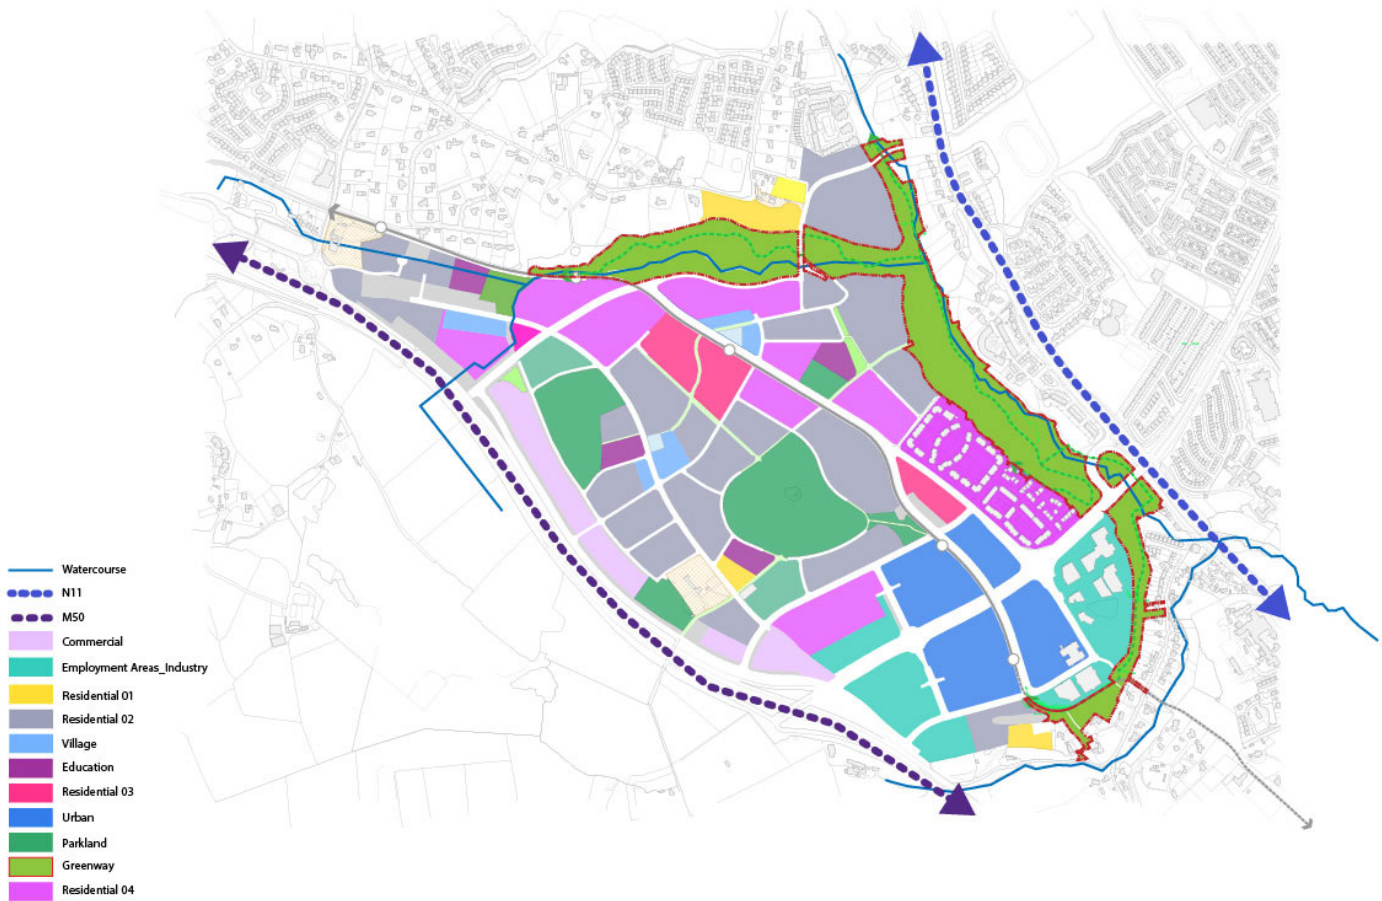 Watercourse
N11
M50
Commercial
Employment Areas_Industry
Residential 01
Residential 02
Village
Education
Residential 03
Urban
Parkland
Greenway
Residential 04